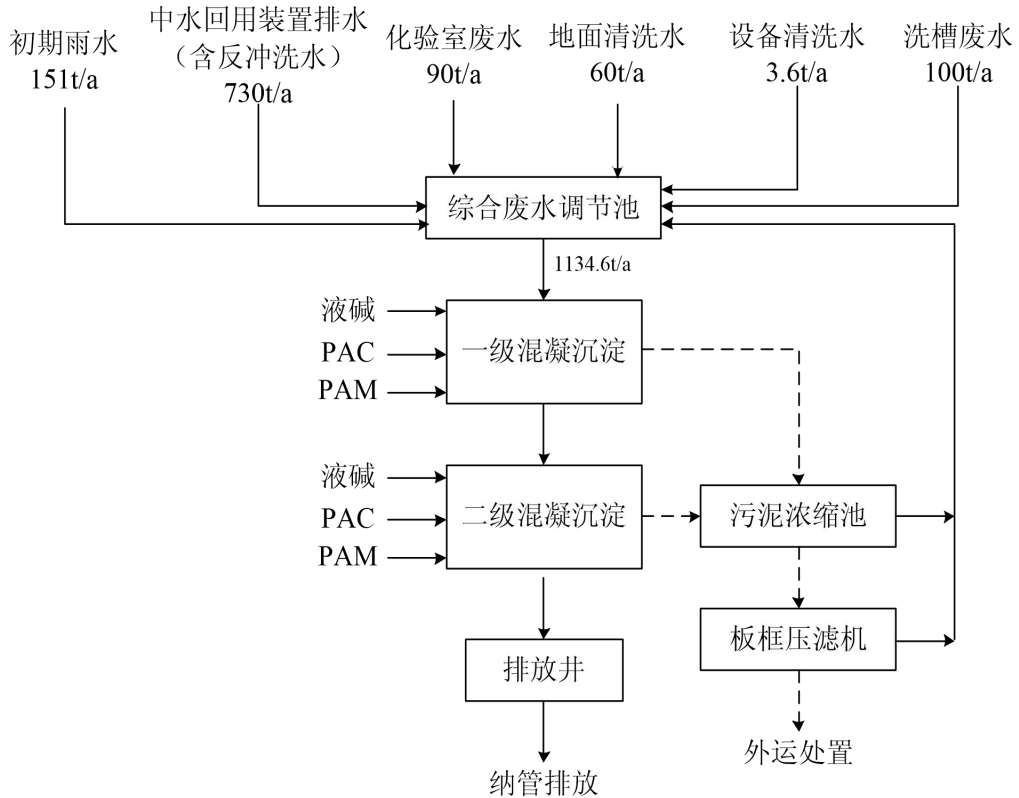 初期雨水
151t/a
中水回用装置排水
（含反冲洗水）
730t/a
化验室废水
90t/a
地面清洗水
60t/a
设备清洗水
3.6t/a
洗槽废水
100t/a
综合废水调节池
1134.6t/a
液碱
PAC
PAM
一级混凝沉淀
液碱
PAC
PAM
二级混凝沉淀
污泥浓缩池
板框压滤机
排放井
外运处置
纳管排放